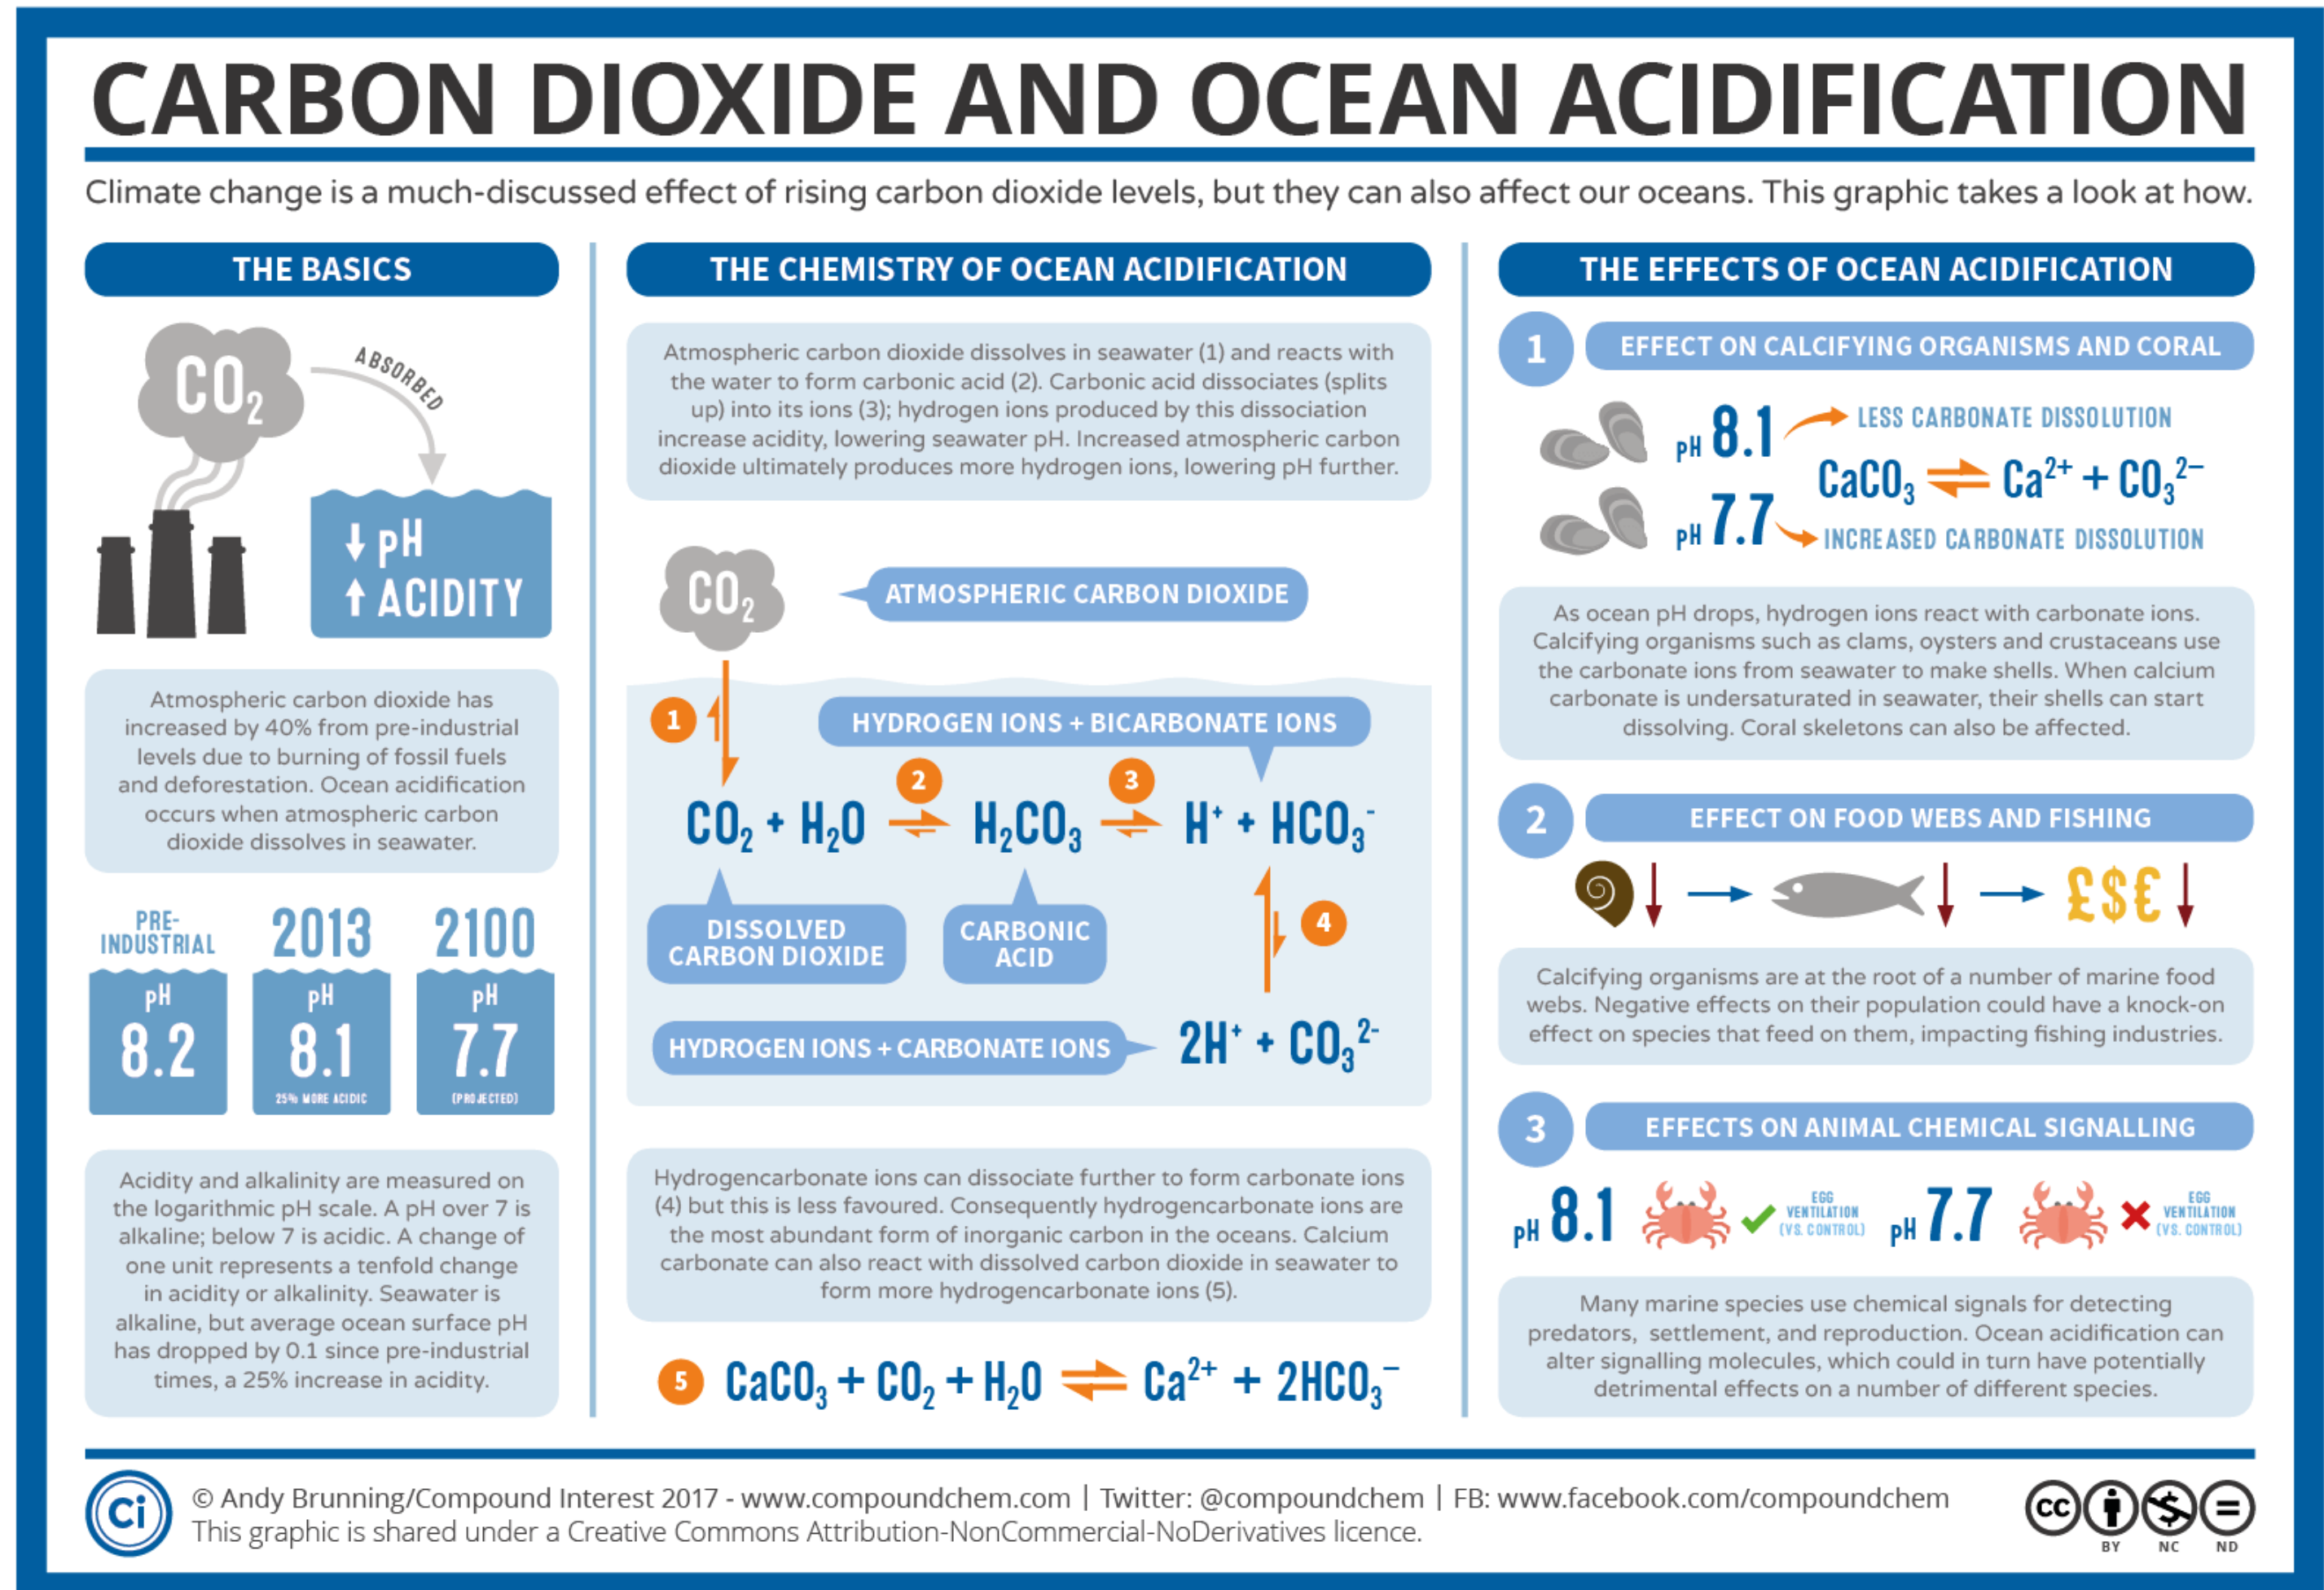 CARBON DIOXIDE AND OCEAN ACIDIFICATION
Climate change is a much-discussed effect of rising carbon dioxide levels, but they can also affect our oceans. This graphic takes a look at how.
THE BASICS
CO₂
ABSORBED
↓ pH
↑ ACIDITY
Atmospheric carbon dioxide has
increased by 40% from pre-industrial
levels due to burning of fossil fuels
and deforestation. Ocean acidification
occurs when atmospheric carbon
dioxide dissolves in seawater.
PRE-
INDUSTRIAL
pH
8.2
2013
pH
8.1
25% MORE ACIDIC
2100
pH
7.7
(PROJECTED)
Acidity and alkalinity are measured on
the logarithmic pH scale. A pH over 7 is
alkaline; below 7 is acidic. A change of
one unit represents a tenfold change
in acidity or alkalinity. Seawater is
alkaline, but average ocean surface pH
has dropped by 0.1 since pre-industrial
times, a 25% increase in acidity.
THE CHEMISTRY OF OCEAN ACIDIFICATION
Atmospheric carbon dioxide dissolves in seawater (1) and reacts with
the water to form carbonic acid (2). Carbonic acid dissociates (splits
up) into its ions (3); hydrogen ions produced by this dissociation
increase acidity, lowering seawater pH. Increased atmospheric carbon
dioxide ultimately produces more hydrogen ions, lowering pH further.
CO₂
ATMOSPHERIC CARBON DIOXIDE
1
HYDROGEN IONS + BICARBONATE IONS
2
3
CO₂ + H₂O ⇌ H₂CO₃ ⇌ H⁺ + HCO₃⁻
DISSOLVED
CARBON DIOXIDE
CARBONIC
ACID
4
HYDROGEN IONS + CARBONATE IONS
2H⁺ + CO₃²⁻
Hydrogencarbonate ions can dissociate further to form carbonate ions
(4) but this is less favoured. Consequently hydrogencarbonate ions are
the most abundant form of inorganic carbon in the oceans. Calcium
carbonate can also react with dissolved carbon dioxide in seawater to
form more hydrogencarbonate ions (5).
5 CaCO₃ + CO₂ + H₂O ⇌ Ca²⁺ + 2HCO₃⁻
THE EFFECTS OF OCEAN ACIDIFICATION
1 EFFECT ON CALCIFYING ORGANISMS AND CORAL
pH 8.1 LESS CARBONATE DISSOLUTION
CaCO₃ ⇌ Ca²⁺ + CO₃²⁻
pH 7.7 INCREASED CARBONATE DISSOLUTION
As ocean pH drops, hydrogen ions react with carbonate ions.
Calcifying organisms such as clams, oysters and crustaceans use
the carbonate ions from seawater to make shells. When calcium
carbonate is undersaturated in seawater, their shells can start
dissolving. Coral skeletons can also be affected.
2 EFFECT ON FOOD WEBS AND FISHING
£$€
Calcifying organisms are at the root of a number of marine food
webs. Negative effects on their population could have a knock-on
effect on species that feed on them, impacting fishing industries.
3 EFFECTS ON ANIMAL CHEMICAL SIGNALLING
pH 8.1
EGG
VENTILATION
(VS. CONTROL)
pH 7.7
EGG
VENTILATION
(VS. CONTROL)
Many marine species use chemical signals for detecting
predators, settlement, and reproduction. Ocean acidification can
alter signalling molecules, which could in turn have potentially
detrimental effects on a number of different species.
Ci
© Andy Brunning/Compound Interest 2017 - www.compoundchem.com | Twitter: @compoundchem | FB: www.facebook.com/compoundchem
This graphic is shared under a Creative Commons Attribution-NonCommercial-NoDerivatives licence.
cc
BY NC ND